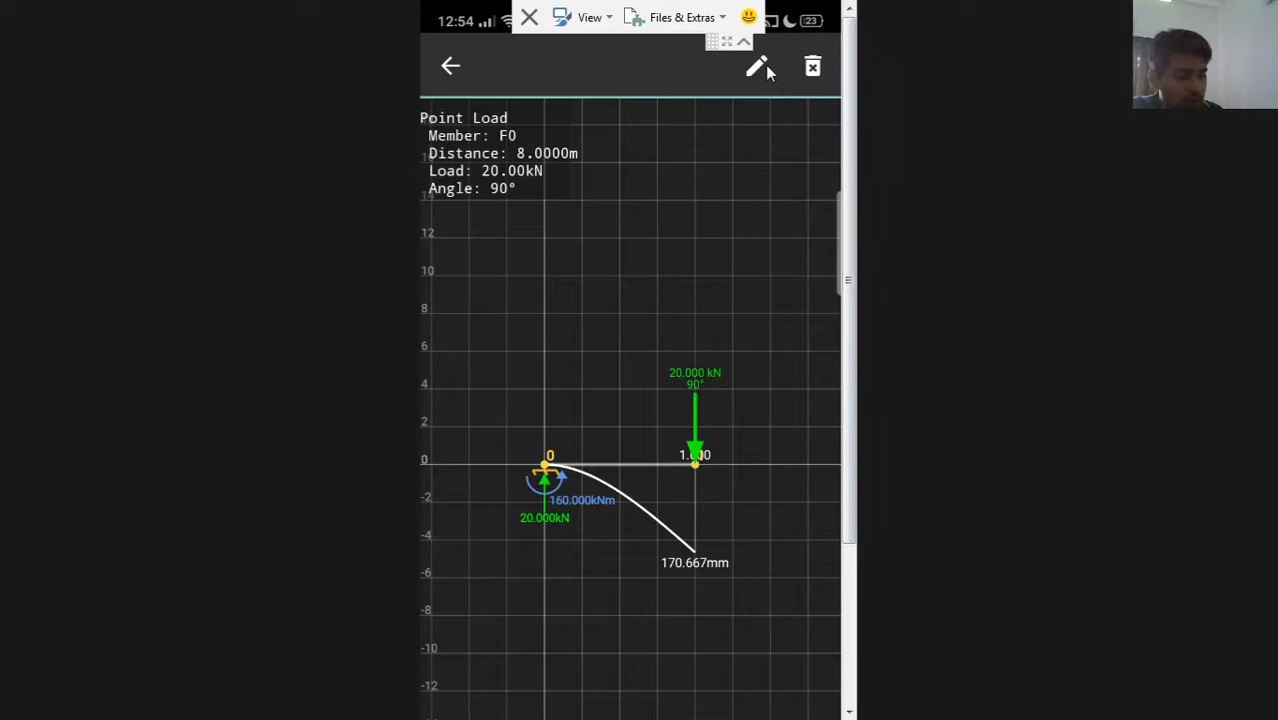 12:54
View
Files & Extras
23
Point Load
Member: F0
Distance: 8.0000m
Load: 20.00kN
Angle: 90°
14
12
10
8
6
20.000 kN
90°
4
2
0
0
-2
160.000kNm
20.000kN
-4
170.667mm
-6
-8
-10
-12